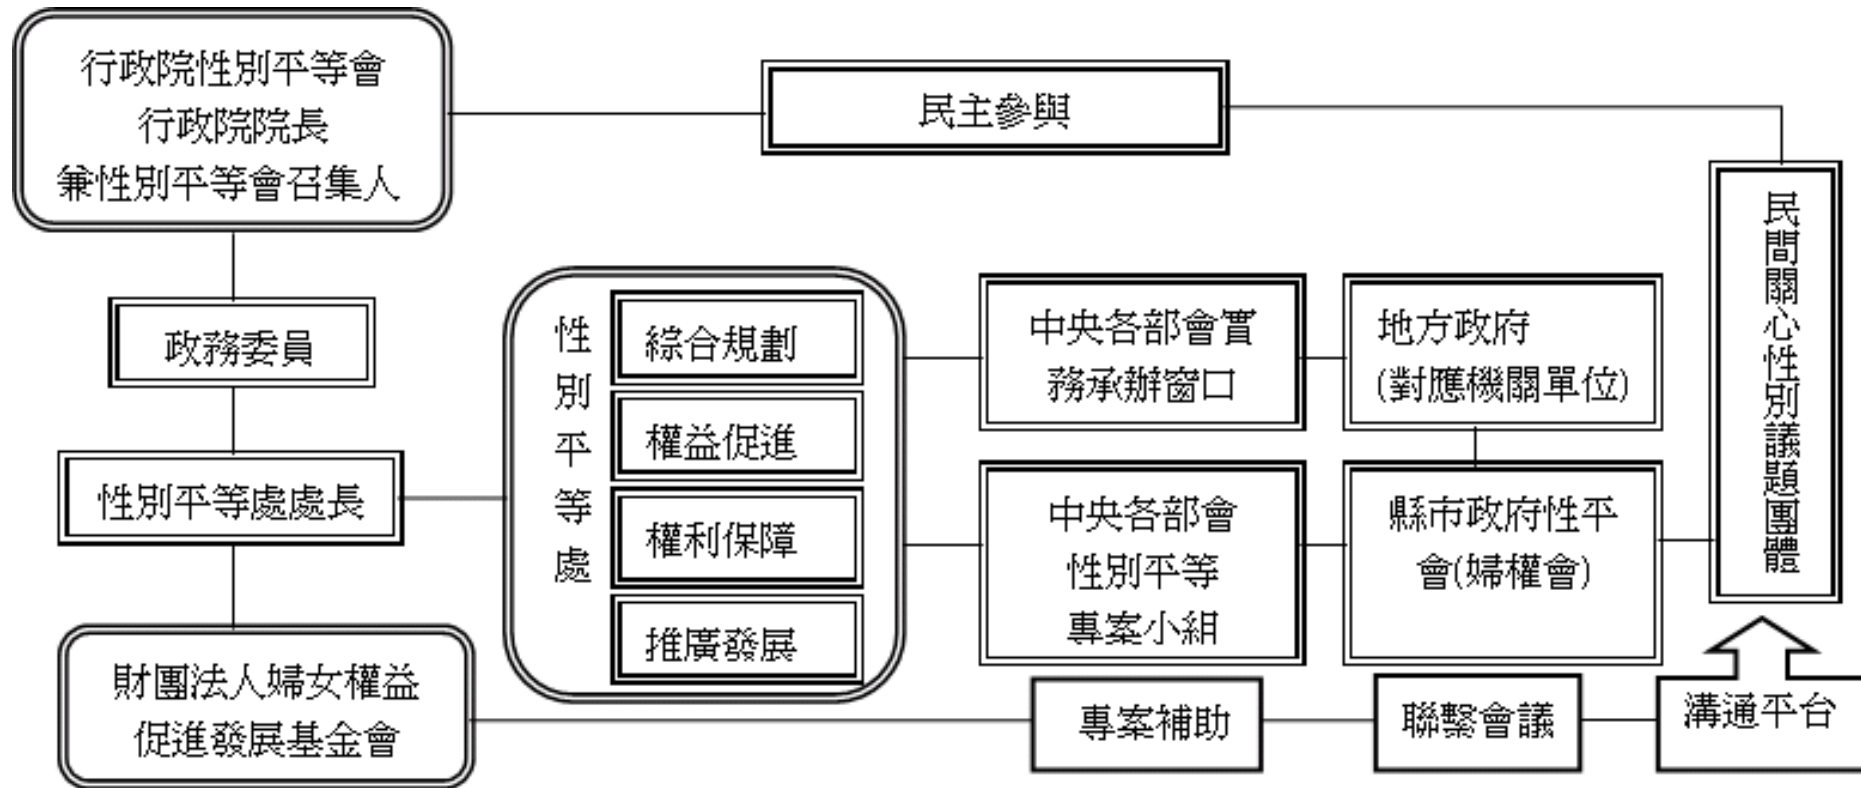 行政院性別平等會
行政院院長
兼性別平等會召集人
民主參與
民間關心性別議題團體
政務委員
性別平等處處長
財團法人婦女權益
促進發展基金會
性別平等處
綜合規劃
權益促進
權利保障
推廣發展
中央各部會實
務承辦窗口
地方政府
(對應機關單位)
中央各部會
性別平等
專案小組
縣市政府性平
會(婦權會)
專案補助
聯繫會議
溝通平台